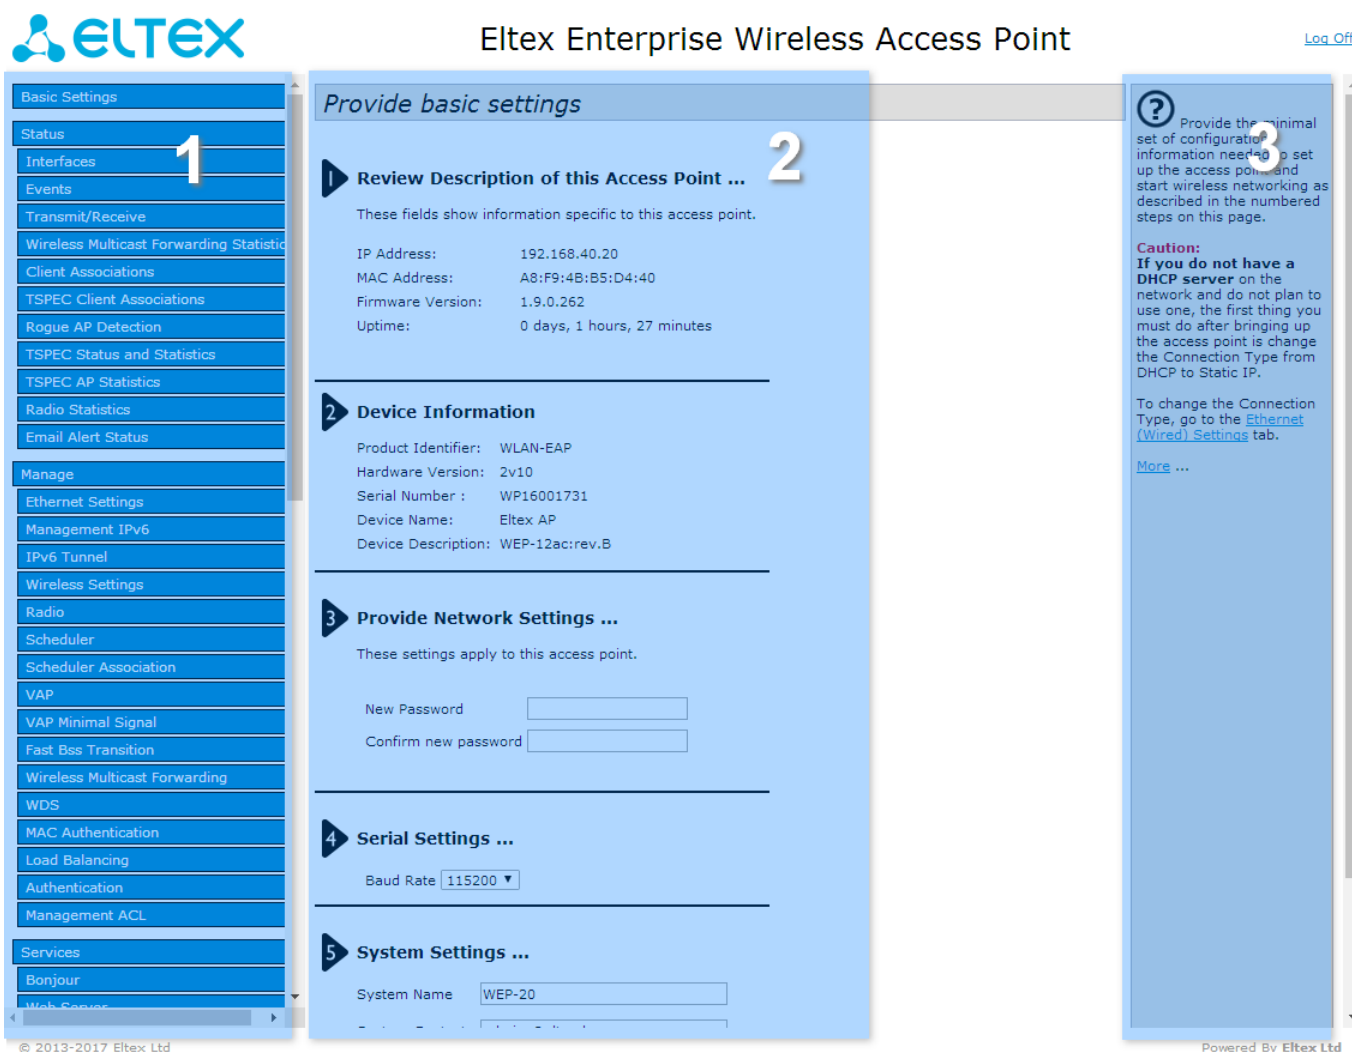 ELTEX
Eltex Enterprise Wireless Access Point
Log Off
Basic Settings
Status
Interfaces
Events
Transmit/Receive
Wireless Multicast Forwarding Statistic
Client Associations
TSPEC Client Associations
Rogue AP Detection
TSPEC Status and Statistics
TSPEC AP Statistics
Radio Statistics
Email Alert Status
Manage
Ethernet Settings
Management IPv6
IPv6 Tunnel
Wireless Settings
Radio
Scheduler
Scheduler Association
VAP
VAP Minimal Signal
Fast Bss Transition
Wireless Multicast Forwarding
WDS
MAC Authentication
Load Balancing
Authentication
Management ACL
Services
Bonjour
Web Server
1
Provide basic settings
2
1 Review Description of this Access Point ...
These fields show information specific to this access point.
IP Address: 192.168.40.20
MAC Address: A8:F9:4B:B5:D4:40
Firmware Version: 1.9.0.262
Uptime: 0 days, 1 hours, 27 minutes
2 Device Information
Product Identifier: WLAN-EAP
Hardware Version: 2v10
Serial Number : WP16001731
Device Name: Eltex AP
Device Description: WEP-12ac:rev.B
3 Provide Network Settings ...
These settings apply to this access point.
New Password
Confirm new password
4 Serial Settings ...
Baud Rate 115200
5 System Settings ...
System Name WEP-20
3
? Provide the minimal
set of configuration
information needed to set
up the access point and
start wireless networking as
described in the numbered
steps on this page.
Caution:
If you do not have a
DHCP server on the
network and do not plan to
use one, the first thing you
must do after bringing up
the access point is change
the Connection Type from
DHCP to Static IP.
To change the Connection
Type, go to the Ethernet
(Wired) Settings tab.
More ...
© 2013-2017 Eltex Ltd
Powered By Eltex Ltd